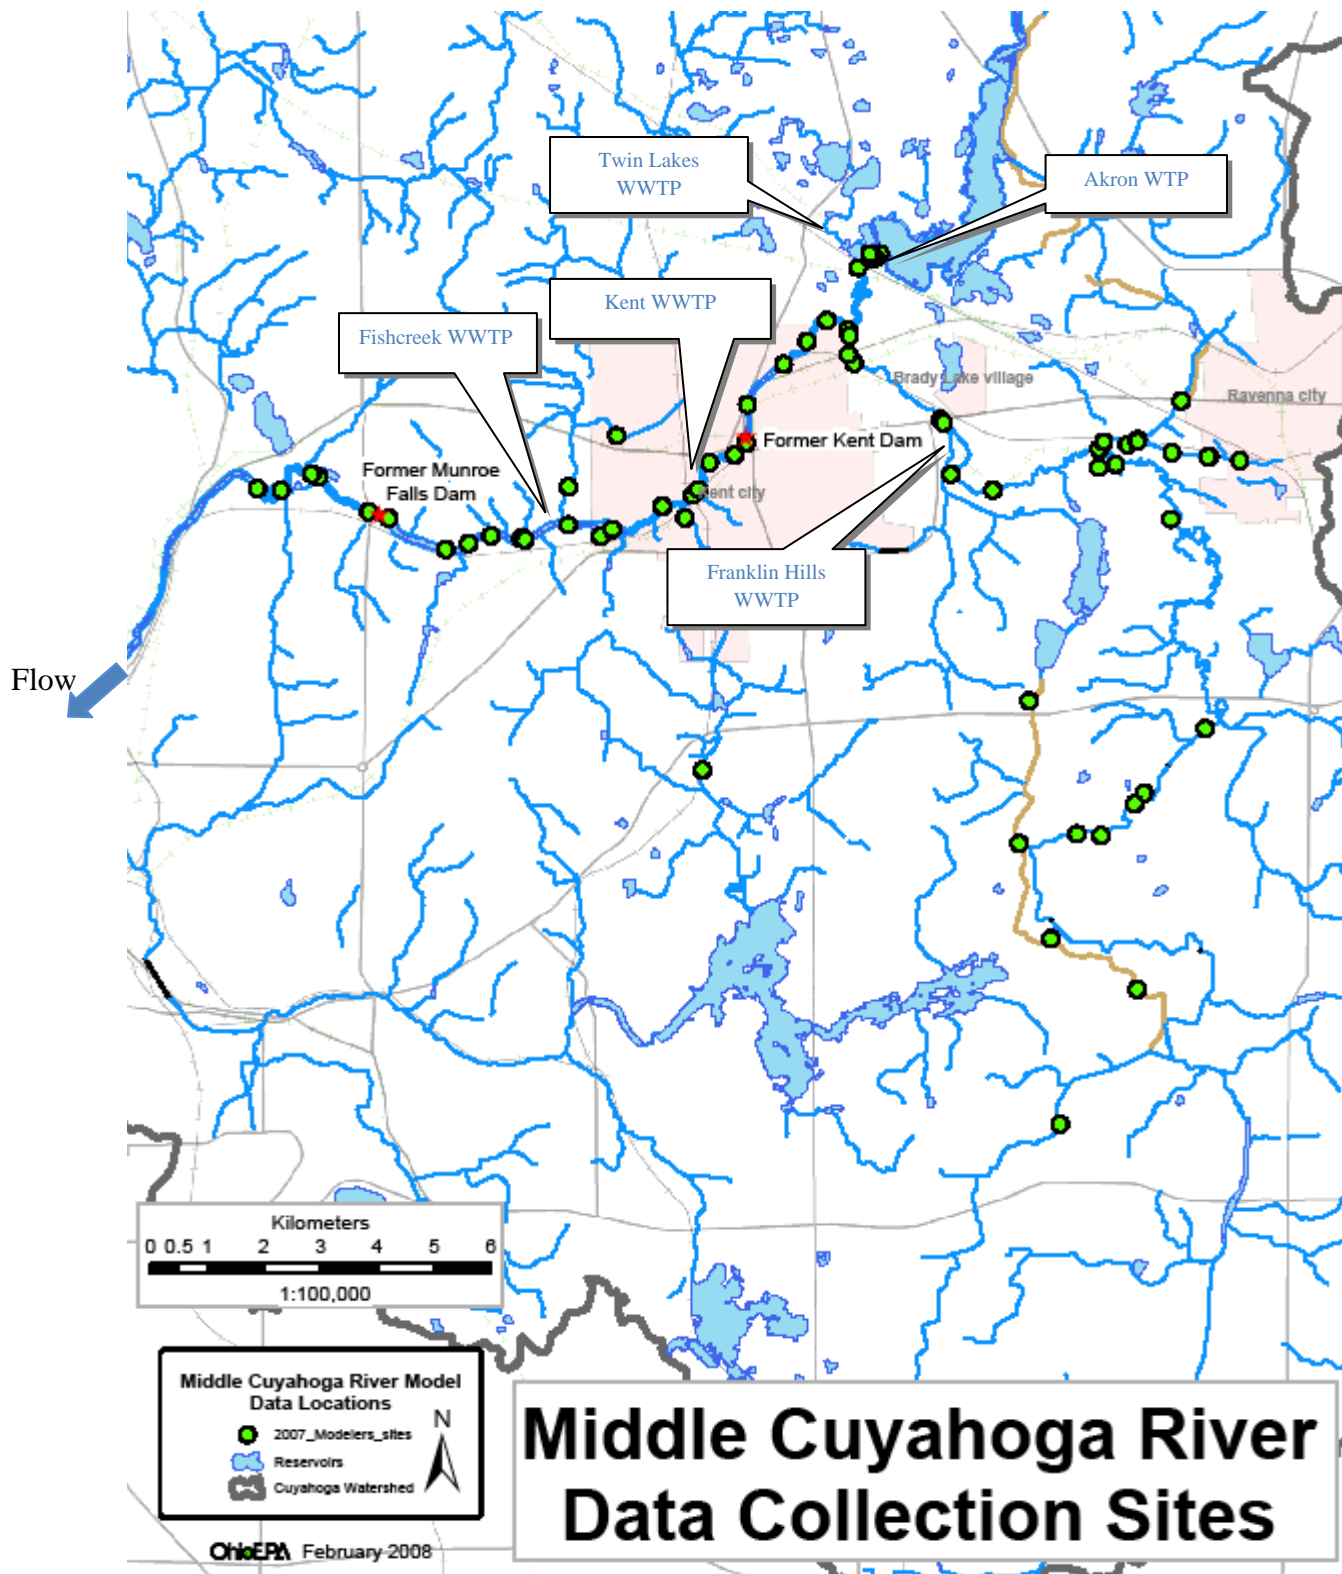 Twin Lakes
WWTP
Akron WTP
Kent WWTP
Fishcreek WWTP
Brady Lake village
Ravenna city
Former Kent Dam
Former Munroe
Falls Dam
Kent city
Franklin Hills
WWTP
Flow
Kilometers
0 0.5 1 2 3 4 5 6
1:100,000
Middle Cuyahoga River Model
Data Locations
N
2007_Modelers_sites
Reservoirs
Cuyahoga Watershed
OhioEPA February 2008
Middle Cuyahoga River
Data Collection Sites